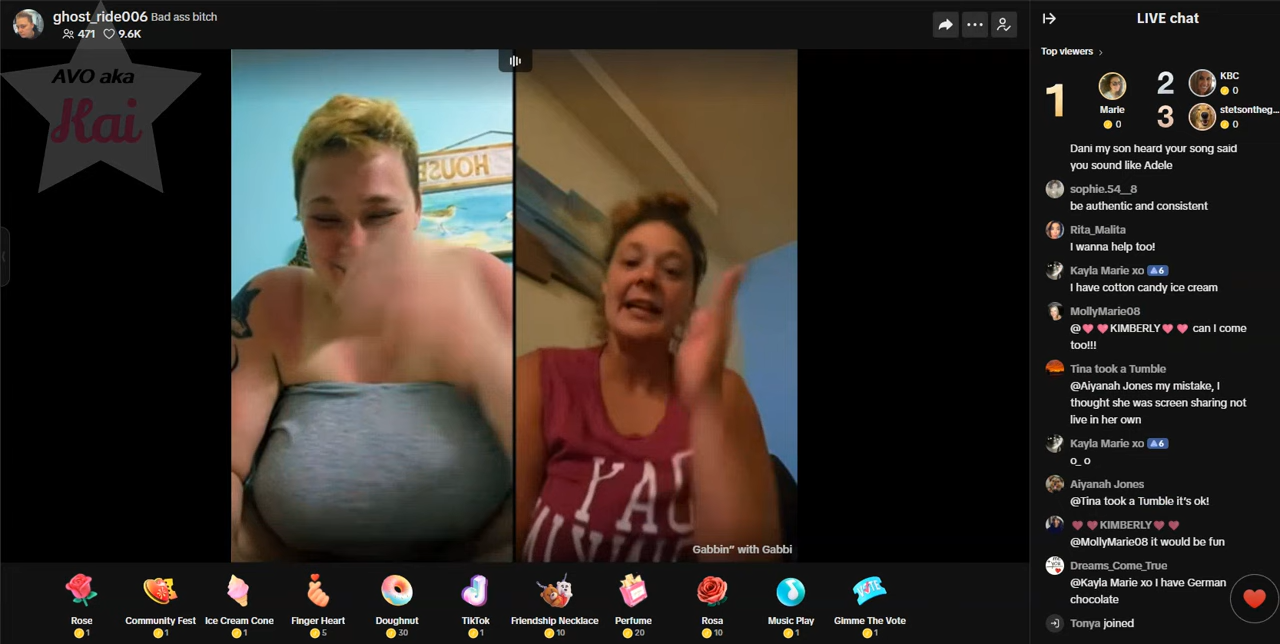 ghost_ride006 Bad ass bitch
471 9.6K
AVO aka
Kai
HOUSE
Gabbin" with Gabbi
Rose
1
Community Fest
1
Ice Cream Cone
1
Finger Heart
5
Doughnut
30
TikTok
1
Friendship Necklace
10
Perfume
20
Rosa
10
Music Play
1
Gimme The Vote
1
LIVE chat
Top viewers
1
Marie
0
2
KBC
0
3
stetsontheg...
0
Dani my son heard your song said
you sound like Adele
sophie.54__8
be authentic and consistent
Rita_Malita
I wanna help too!
Kayla Marie xo 6
I have cotton candy ice cream
MollyMarie08
@💗💗KIMBERLY💗💗 can I come
too!!!
Tina took a Tumble
@Aiyanah Jones my mistake, I
thought she was screen sharing not
live in her own
Kayla Marie xo 6
o_ o
Aiyanah Jones
@Tina took a Tumble it's ok!
💗💗KIMBERLY💗💗
@MollyMarie08 it would be fun
Dreams_Come_True
@Kayla Marie xo I have German
chocolate
Tonya joined